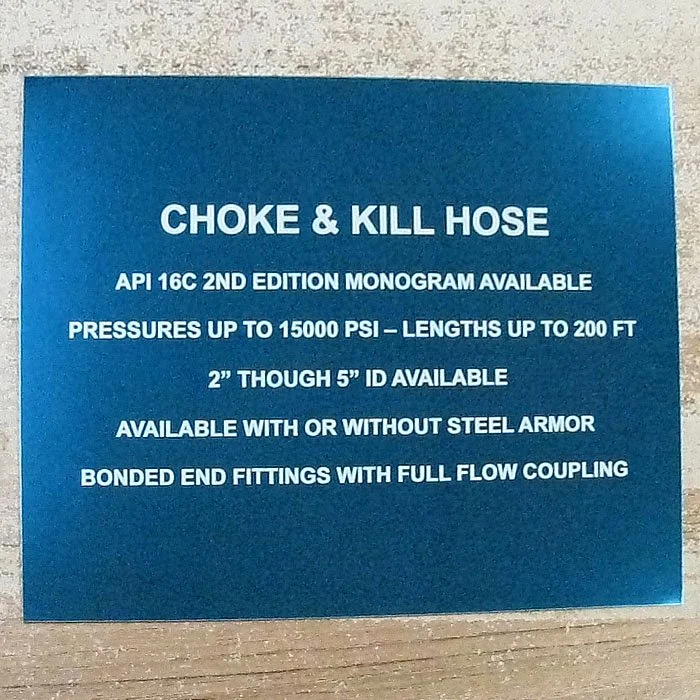 CHOKE & KILL HOSE
API 16C 2ND EDITION MONOGRAM AVAILABLE
PRESSURES UP TO 15000 PSI – LENGTHS UP TO 200 FT
2” THOUGH 5” ID AVAILABLE
AVAILABLE WITH OR WITHOUT STEEL ARMOR
BONDED END FITTINGS WITH FULL FLOW COUPLING